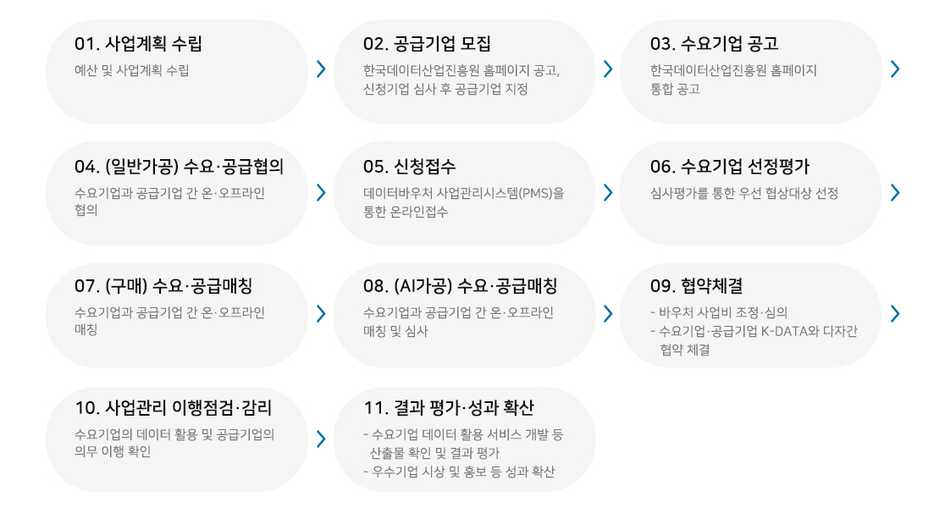 01. 사업계획 수립
예산 및 사업계획 수립
02. 공급기업 모집
한국데이터산업진흥원 홈페이지 공고,
신청기업 심사 후 공급기업 지정
03. 수요기업 공고
한국데이터산업진흥원 홈페이지
통합 공고
04. (일반가공) 수요·공급협의
수요기업과 공급기업 간 온·오프라인
협의
05. 신청접수
데이터바우처 사업관리시스템(PMS)을
통한 온라인접수
06. 수요기업 선정평가
심사평가를 통한 우선 협상대상 선정
07. (구매) 수요·공급매칭
수요기업과 공급기업 간 온·오프라인
매칭
08. (AI가공) 수요·공급매칭
수요기업과 공급기업 간 온·오프라인
매칭 및 심사
09. 협약체결
- 바우처 사업비 조정·심의
- 수요기업·공급기업 K-DATA와 다자간
협약 체결
10. 사업관리 이행점검·감리
수요기업의 데이터 활용 및 공급기업의
의무 이행 확인
11. 결과 평가·성과 확산
- 수요기업 데이터 활용 서비스 개발 등
산출물 확인 및 결과 평가
- 우수기업 시상 및 홍보 등 성과 확산